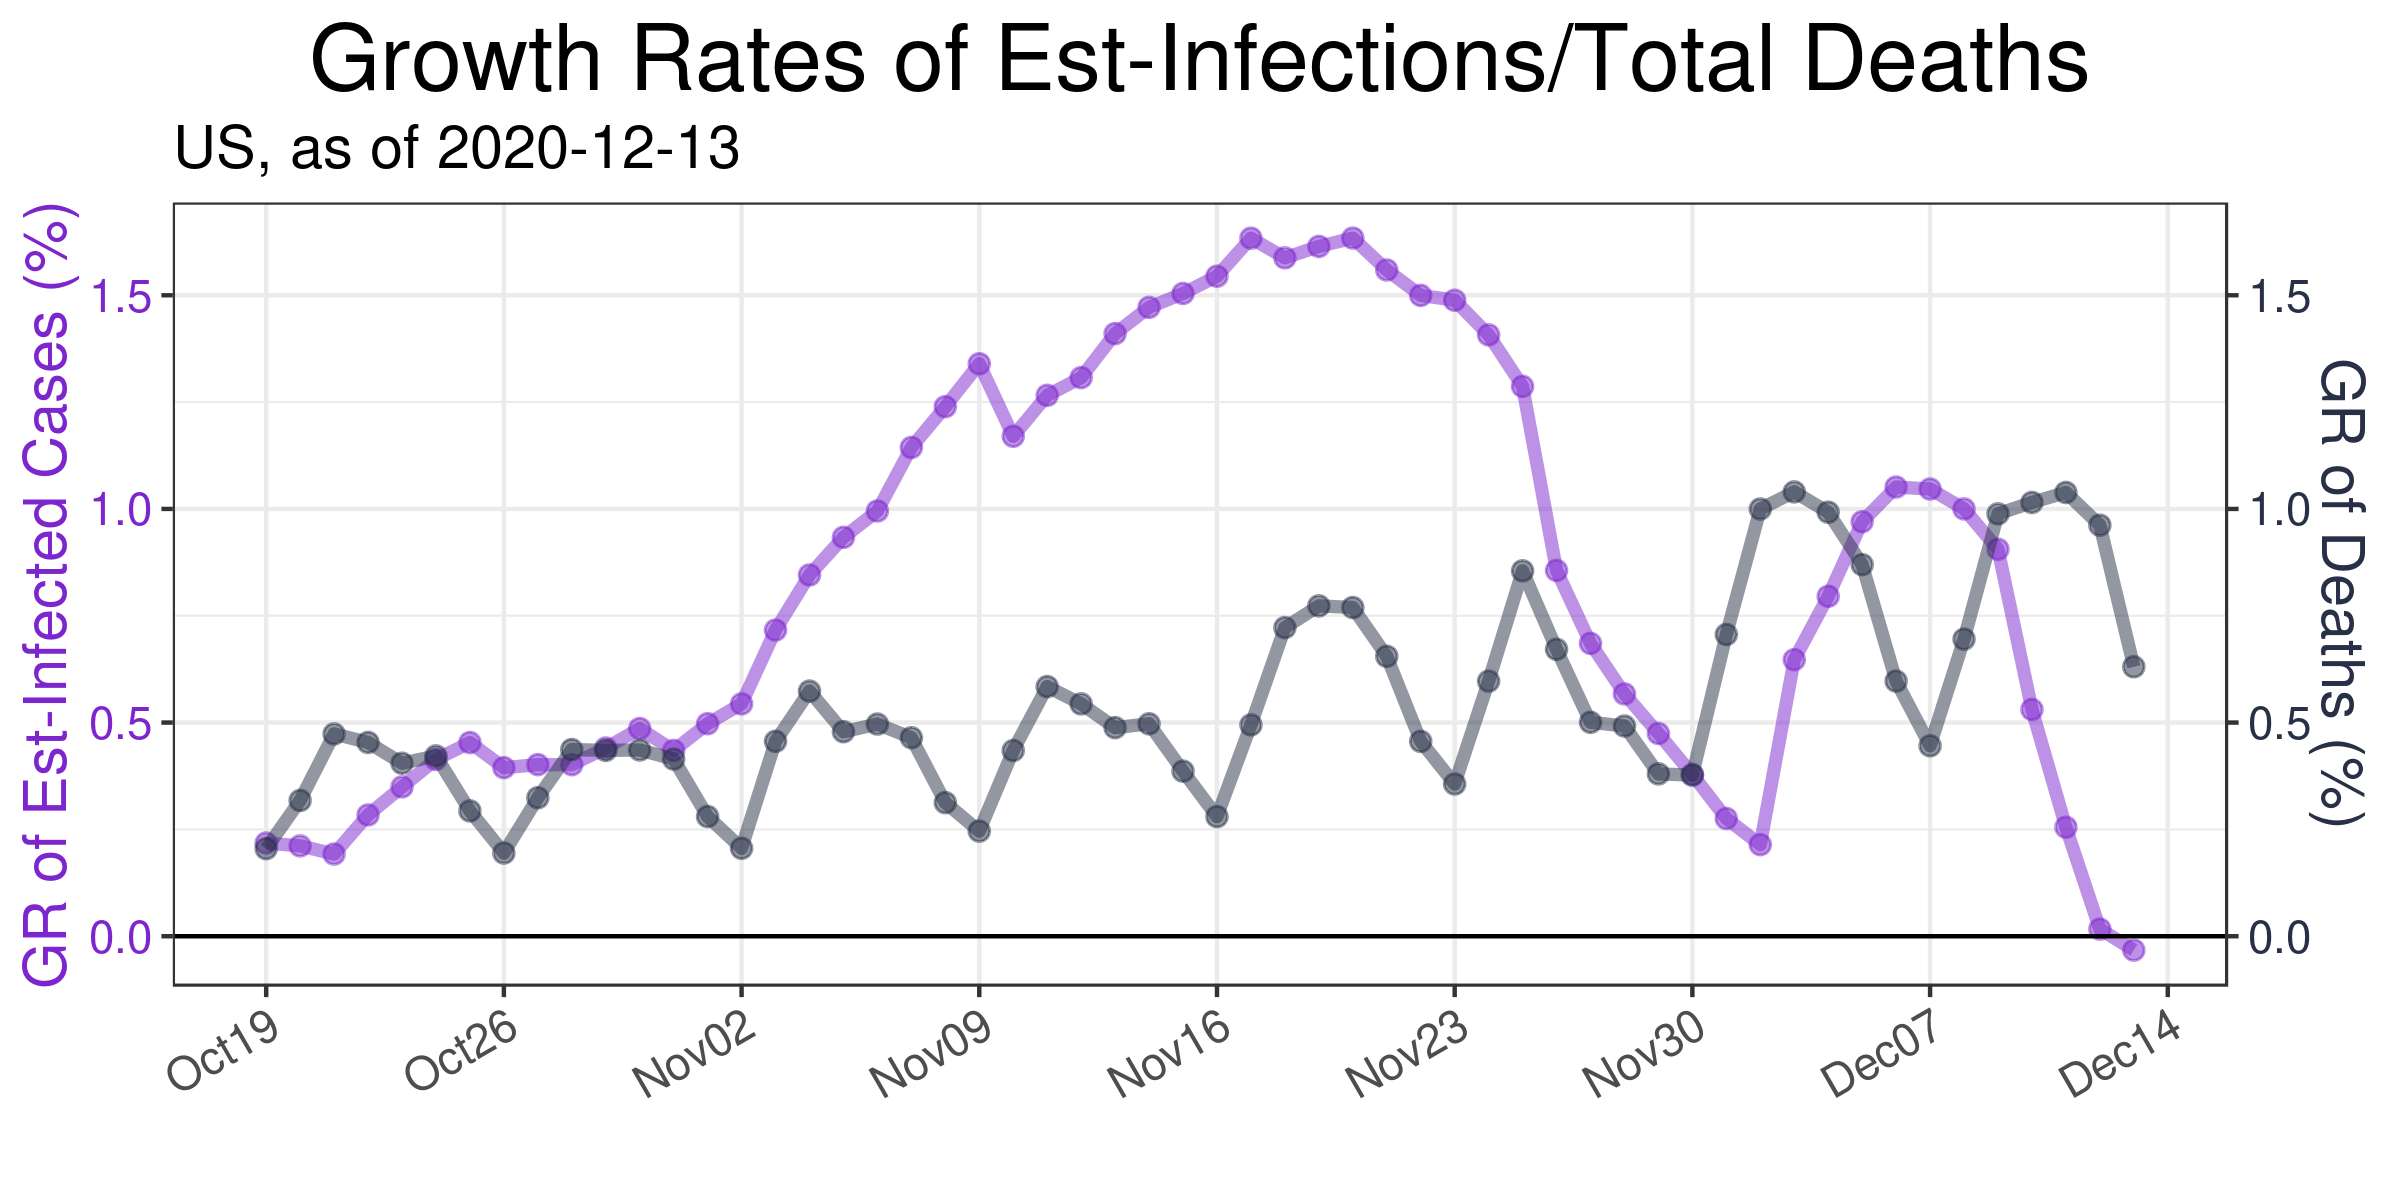 Growth Rates of Est-Infections/Total Deaths
US, as of 2020-12-13
GR of Est-Infected Cases (%)
1.5
1.0
0.5
0.0
1.5
1.0
0.5
0.0
GR of Deaths (%)
Oct19
Oct26
Nov02
Nov09
Nov16
Nov23
Nov30
Dec07
Dec14